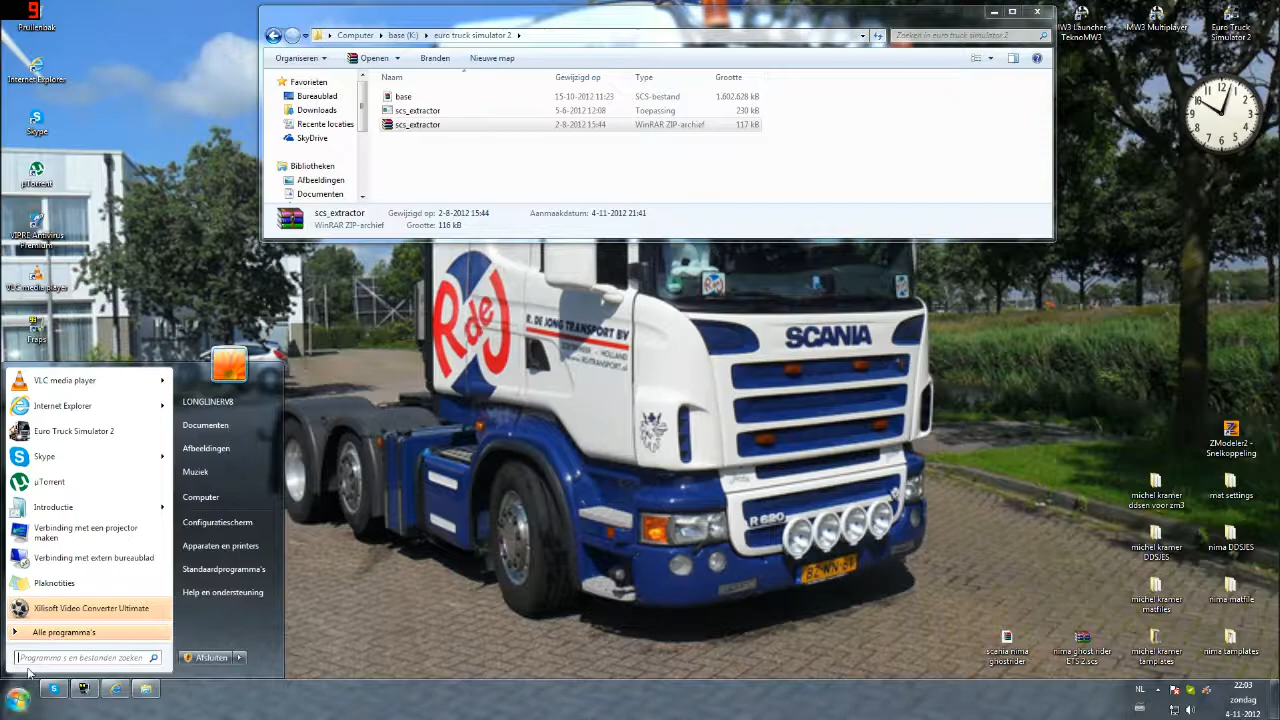 Prullenbak
Internet Explorer
Skype
µTorrent
VIPRE Antivirus
Premium
VLC media player
Fraps
Computer
base (K:)
euro truck simulator 2
Zoeken in euro truck simulator 2
Organiseren
Openen
Branden
Nieuwe map
Favorieten
Bureaublad
Downloads
Recente locaties
SkyDrive
Bibliotheken
Afbeeldingen
Documenten
Naam Gewijzigd op Type Grootte
base 15-10-2012 11:23 SCS-bestand 1.602.628 kB
scs_extractor 5-6-2012 12:08 Toepassing 230 kB
scs_extractor 2-8-2012 15:44 WinRAR ZIP-archief 117 kB
scs_extractor Gewijzigd op: 2-8-2012 15:44 Aanmaakdatum: 4-11-2012 21:41
WinRAR ZIP-archief Grootte: 116 kB
MW3 Launcher
TeknoMW3
MW3 Multiplayer
Euro Truck
Simulator 2
R de J
R. DE JONG TRANSPORT BV
HOLLAND
SCANIA
R 620
VLC media player
Internet Explorer
Euro Truck Simulator 2
Skype
µTorrent
Introductie
Verbinding met een projector
maken
Verbinding met extern bureaublad
Plaknotities
Xilisoft Video Converter Ultimate
Alle programma's
Programma's en bestanden zoeken
LONGLINERV8
Documenten
Afbeeldingen
Muziek
Computer
Configuratiescherm
Apparaten en printers
Standaardprogramma's
Help en ondersteuning
Afsluiten
ZModeler2 -
Snelkoppeling
michel kramer
ddsen voor zm3
mat settings
michel kramer
DDSJES
nima DDSJES
michel kramer
matfiles
nima matfile
scania nima
ghostrider
nima ghostrider
ETS 2.scs
michel kramer
tamplates
nima templates
NL
22:03
zondag
4-11-2012